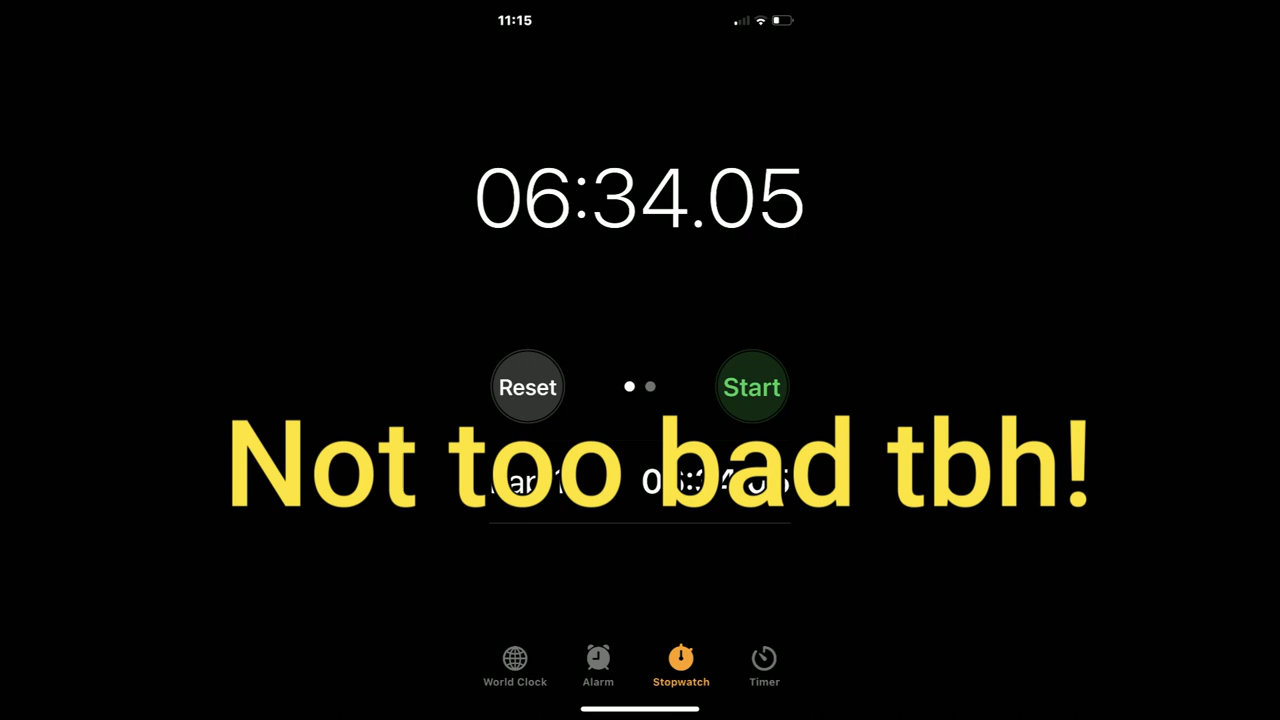 11:15
06:34.05
Reset
Start
Not too bad tbh!
World Clock Alarm Stopwatch Timer